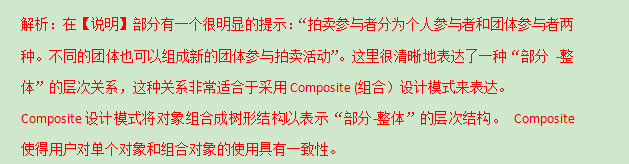 解析：在【说明】部分有一个很明显的提示：“拍卖参与者分为个人参与者和团体参与者两
种。不同的团体也可以组成新的团体参与拍卖活动”。这里很清晰地表达了一种“部分 -整
体”的层次关系，这种关系非常适合于采用 Composite (组合）设计模式来表达。
Composite 设计模式将对象组合成树形结构以表示“部分-整体”的层次结构。 Composite
使得用户对单个对象和组合对象的使用具有一致性。